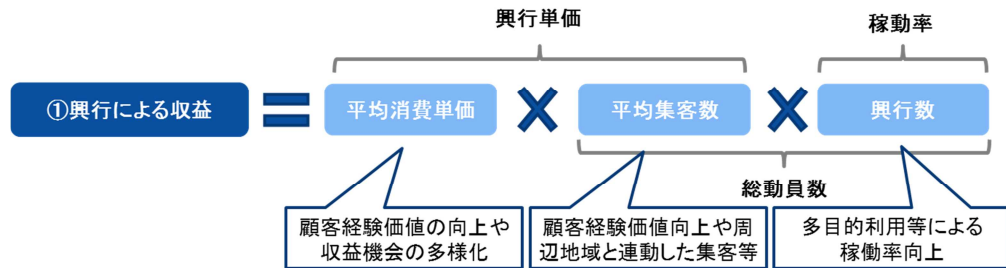 興行単価
稼動率
①興行による収益
平均消費単価
平均集客数
興行数
総動員数
顧客経験価値の向上や
収益機会の多様化
顧客経験価値向上や周
辺地域と連動した集客等
多目的利用等による
稼働率向上